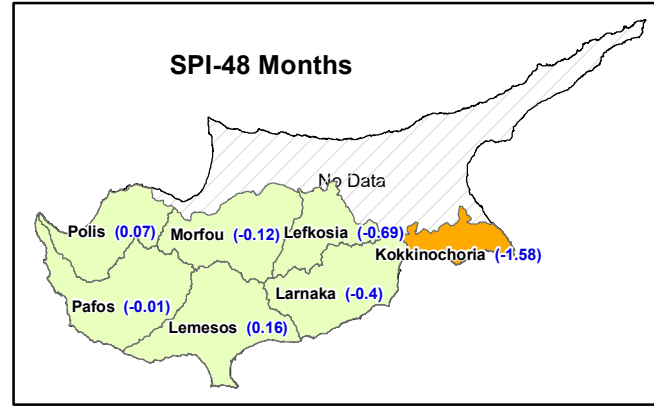 SPI-48 Months
No Data
Polis (0.07)
Morfou (-0.12)
Lefkosia (-0.69)
Kokkinochoria (-1.58)
Pafos (-0.01)
Larnaka (-0.4)
Lemesos (0.16)